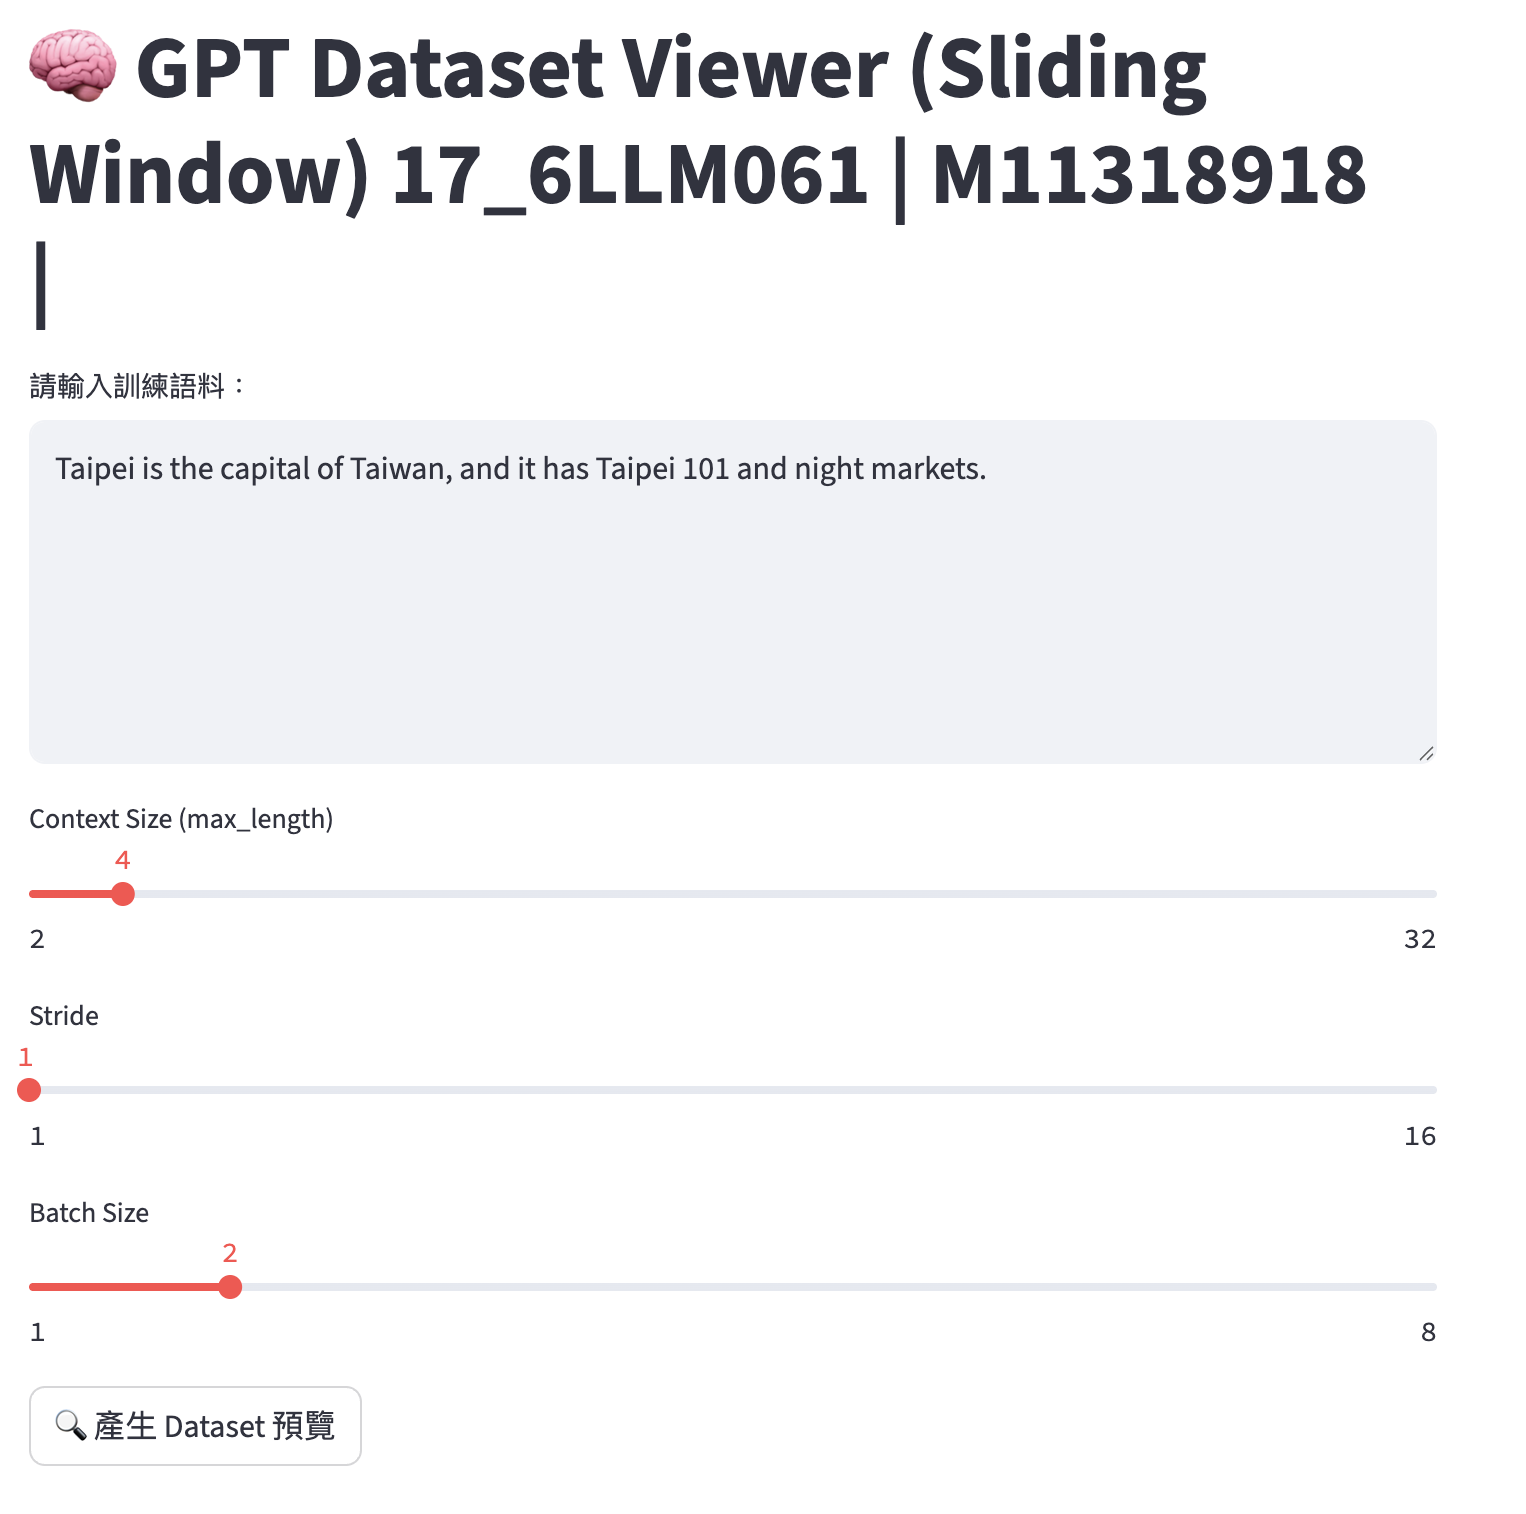 🧠 GPT Dataset Viewer (Sliding
Window) 17_6LLM061 | M11318918
|
請輸入訓練語料：
Taipei is the capital of Taiwan, and it has Taipei 101 and night markets.
Context Size (max_length)
4
2 32
Stride
1
1 16
Batch Size
2
1 8
🔍 產生 Dataset 預覽